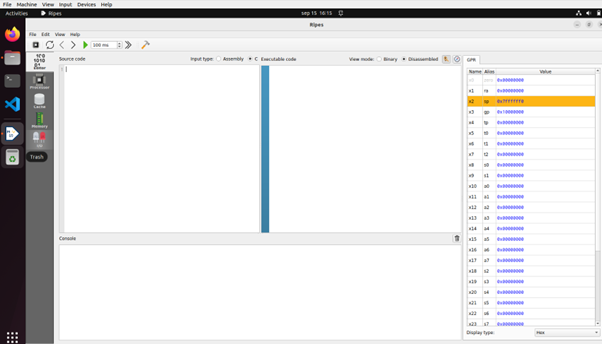 File Machine View Input Devices Help
Activities Ripes sep 15 16:15
Ripes
File Edit View Help
100 ms
Source code Input type: Assembly C Executable code View mode: Binary Disassembled GPR
Editor
Processor
Cache
Memory
I/O
Trash
Console
Name Alias Value
x0 zero 0x00000000
x1 ra 0x00000000
x2 sp 0x7ffffff0
x3 gp 0x10000000
x4 tp 0x00000000
x5 t0 0x00000000
x6 t1 0x00000000
x7 t2 0x00000000
x8 s0 0x00000000
x9 s1 0x00000000
x10 a0 0x00000000
x11 a1 0x00000000
x12 a2 0x00000000
x13 a3 0x00000000
x14 a4 0x00000000
x15 a5 0x00000000
x16 a6 0x00000000
x17 a7 0x00000000
x18 s2 0x00000000
x19 s3 0x00000000
x20 s4 0x00000000
x21 s5 0x00000000
x22 s6 0x00000000
x23 s7 0x00000000
Display type: Hex